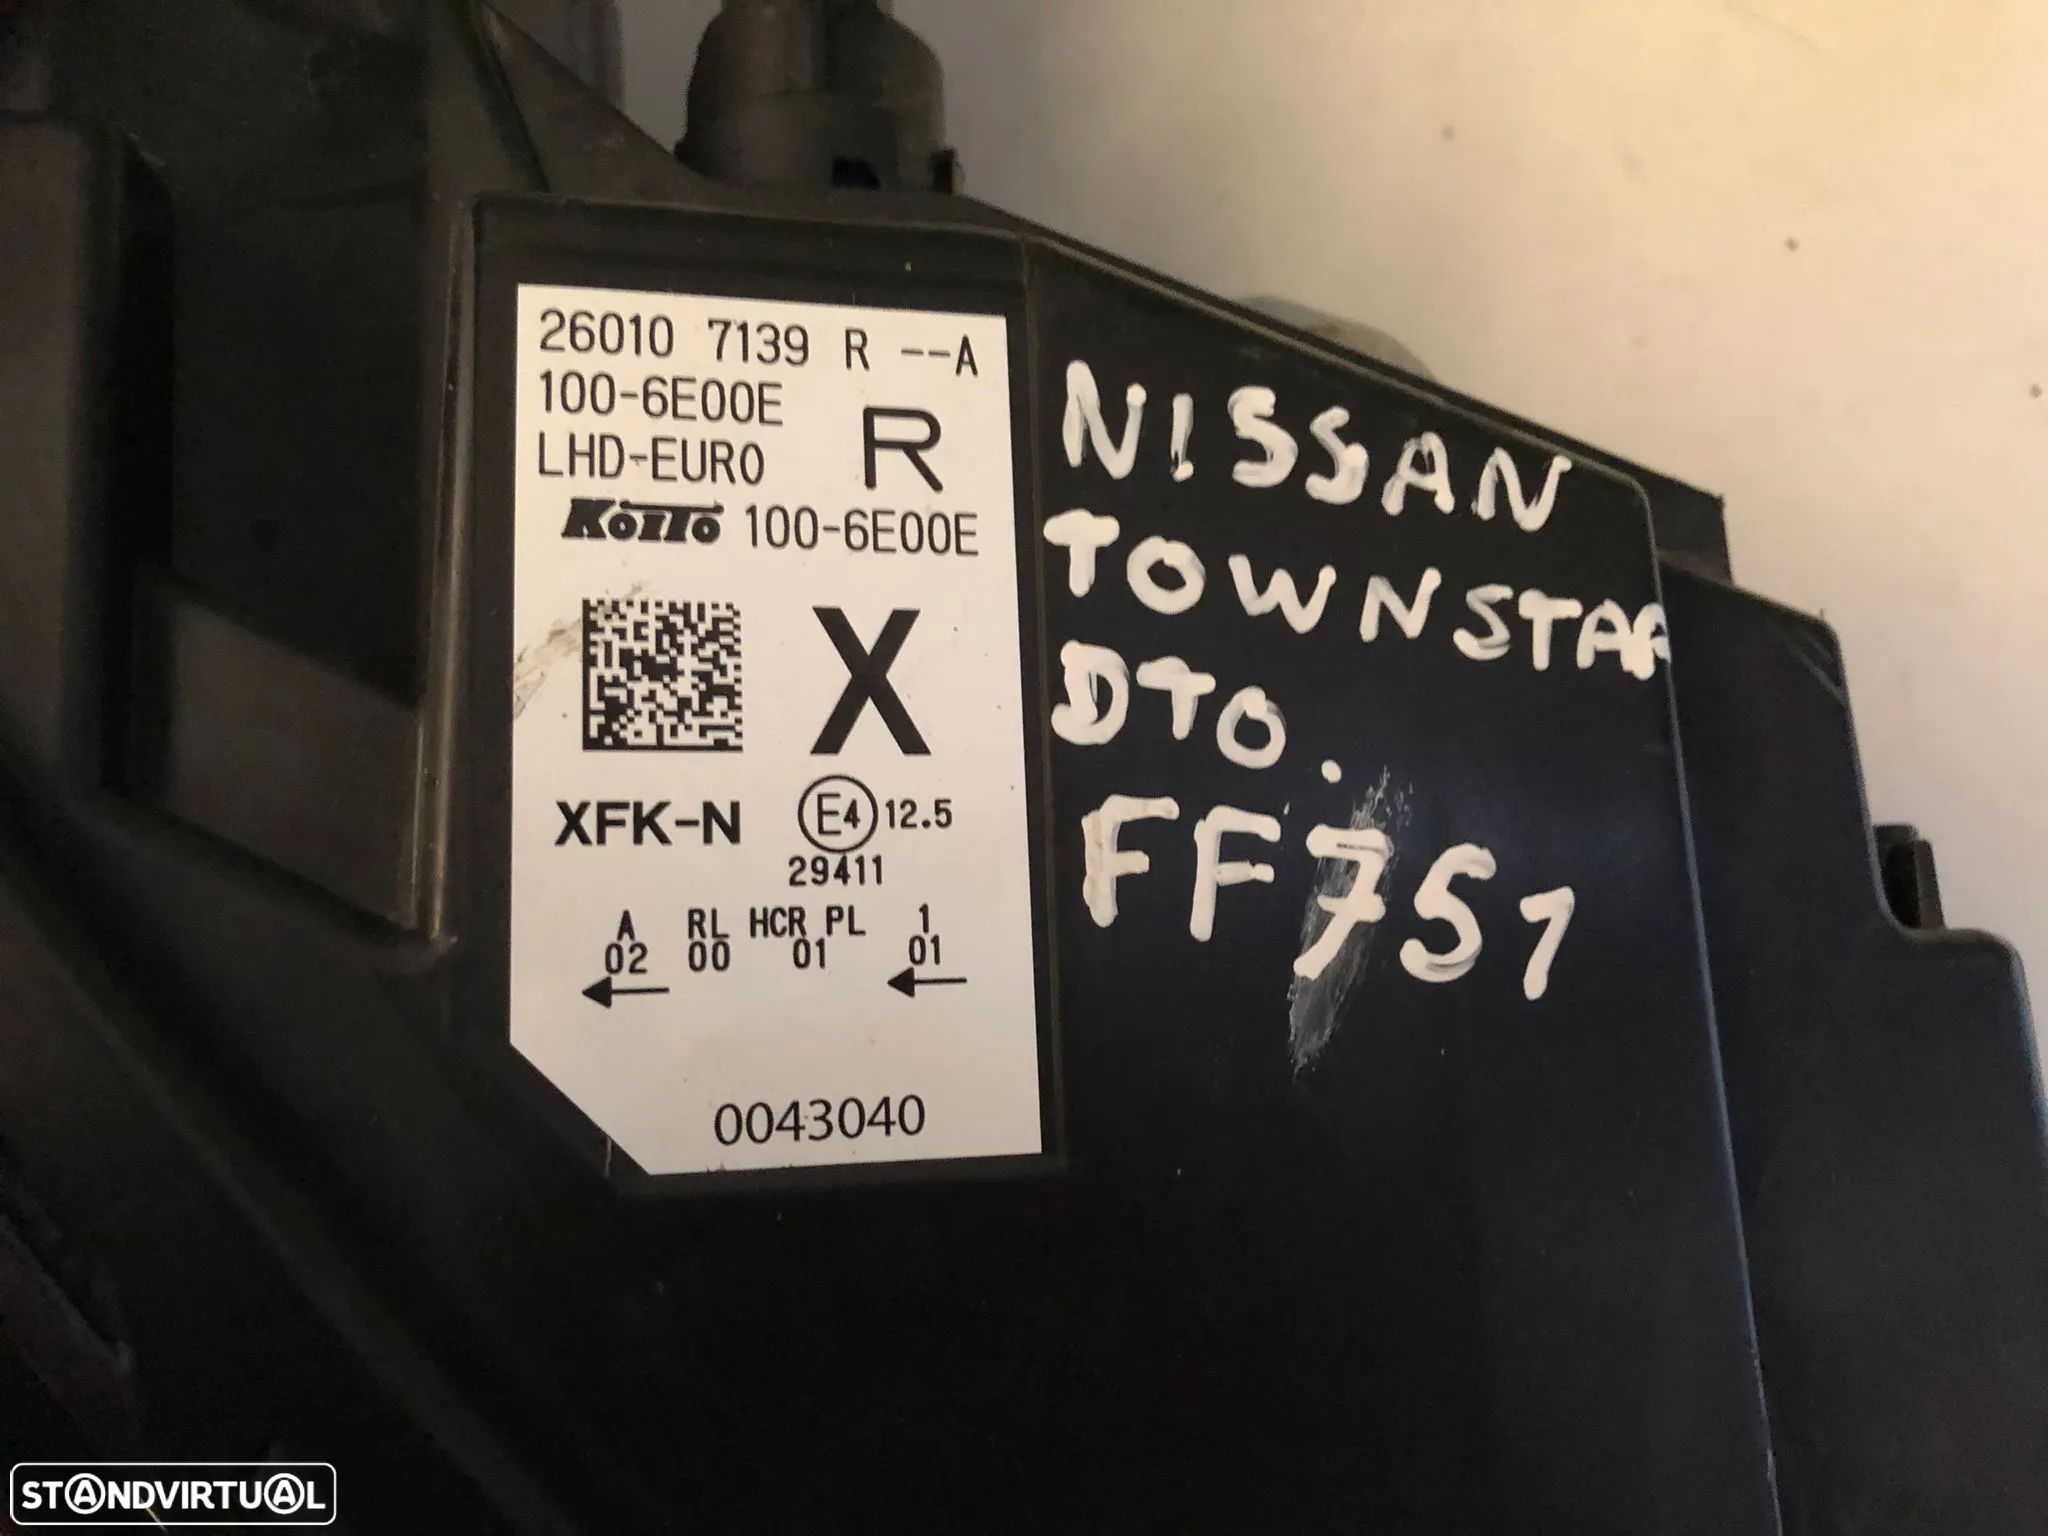 26010 7139 R --A
100-6E00E
R
LHD-EURO
KOITO 100-6E00E
X
XFK-N E4 12.5
29411
A RL HCR PL 1
02 00 01 01
0043040
NISSAN
TOWNSTAR
DTO.
FF751
STANDVIRTUAL